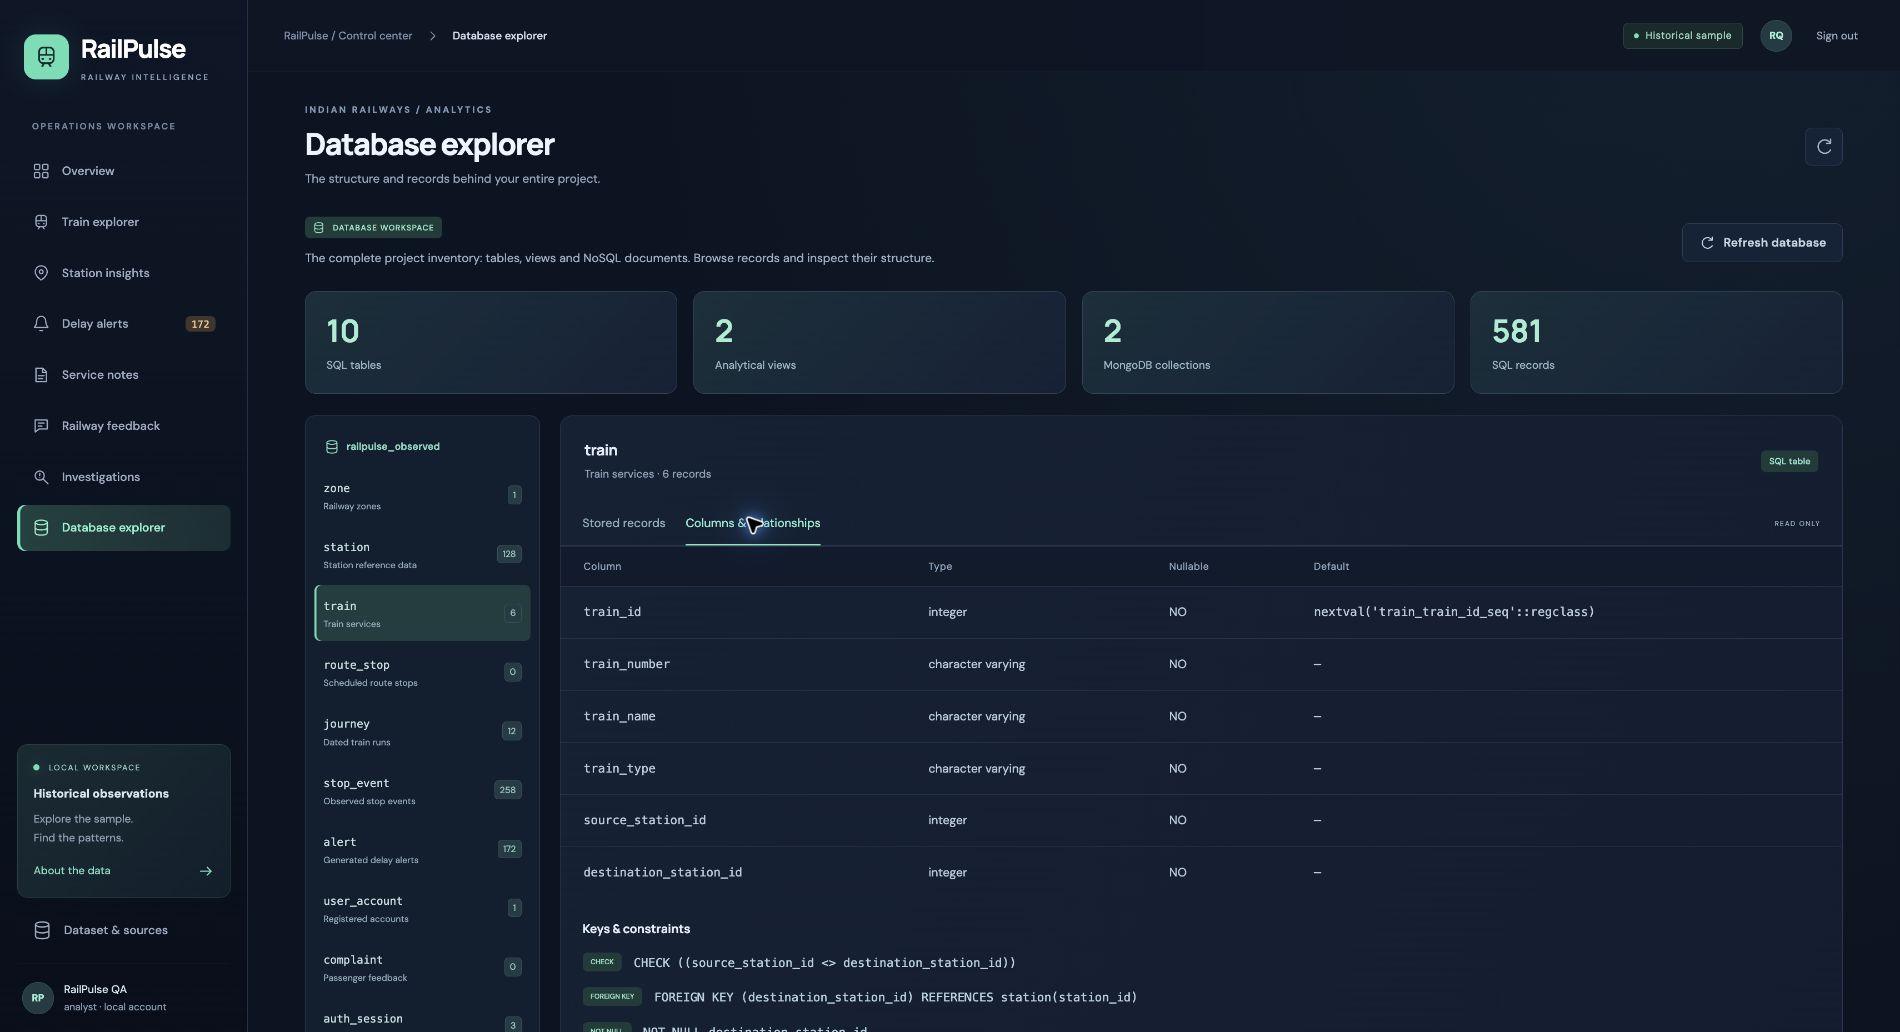 RailPulse
RAILWAY INTELLIGENCE
OPERATIONS WORKSPACE
Overview
Train explorer
Station insights
Delay alerts 172
Service notes
Railway feedback
Investigations
Database explorer
LOCAL WORKSPACE
Historical observations
Explore the sample.
Find the patterns.
About the data
Dataset & sources
RP
RailPulse QA
analyst · local account
RailPulse / Control center
Database explorer
Historical sample
RQ
Sign out
INDIAN RAILWAYS / ANALYTICS
Database explorer
The structure and records behind your entire project.
DATABASE WORKSPACE
The complete project inventory: tables, views and NoSQL documents. Browse records and inspect their structure.
Refresh database
10
SQL tables
2
Analytical views
2
MongoDB collections
581
SQL records
railpulse_observed
zone 1
Railway zones
station 128
Station reference data
train 6
Train services
route_stop 0
Scheduled route stops
journey 12
Dated train runs
stop_event 258
Observed stop events
alert 172
Generated delay alerts
user_account 1
Registered accounts
complaint 0
Passenger feedback
auth_session 3
train
Train services · 6 records
SQL table
Stored records
Columns &
READ ONLY
Column Type Nullable Default
train_id integer NO nextval('train_train_id_seq'::regclass)
train_number character varying NO –
train_name character varying NO –
train_type character varying NO –
source_station_id integer NO –
destination_station_id integer NO –
Keys & constraints
CHECK CHECK ((source_station_id <> destination_station_id))
FOREIGN KEY FOREIGN KEY (destination_station_id) REFERENCES station(station_id)
NOT NULL NOT NULL destination_station_id